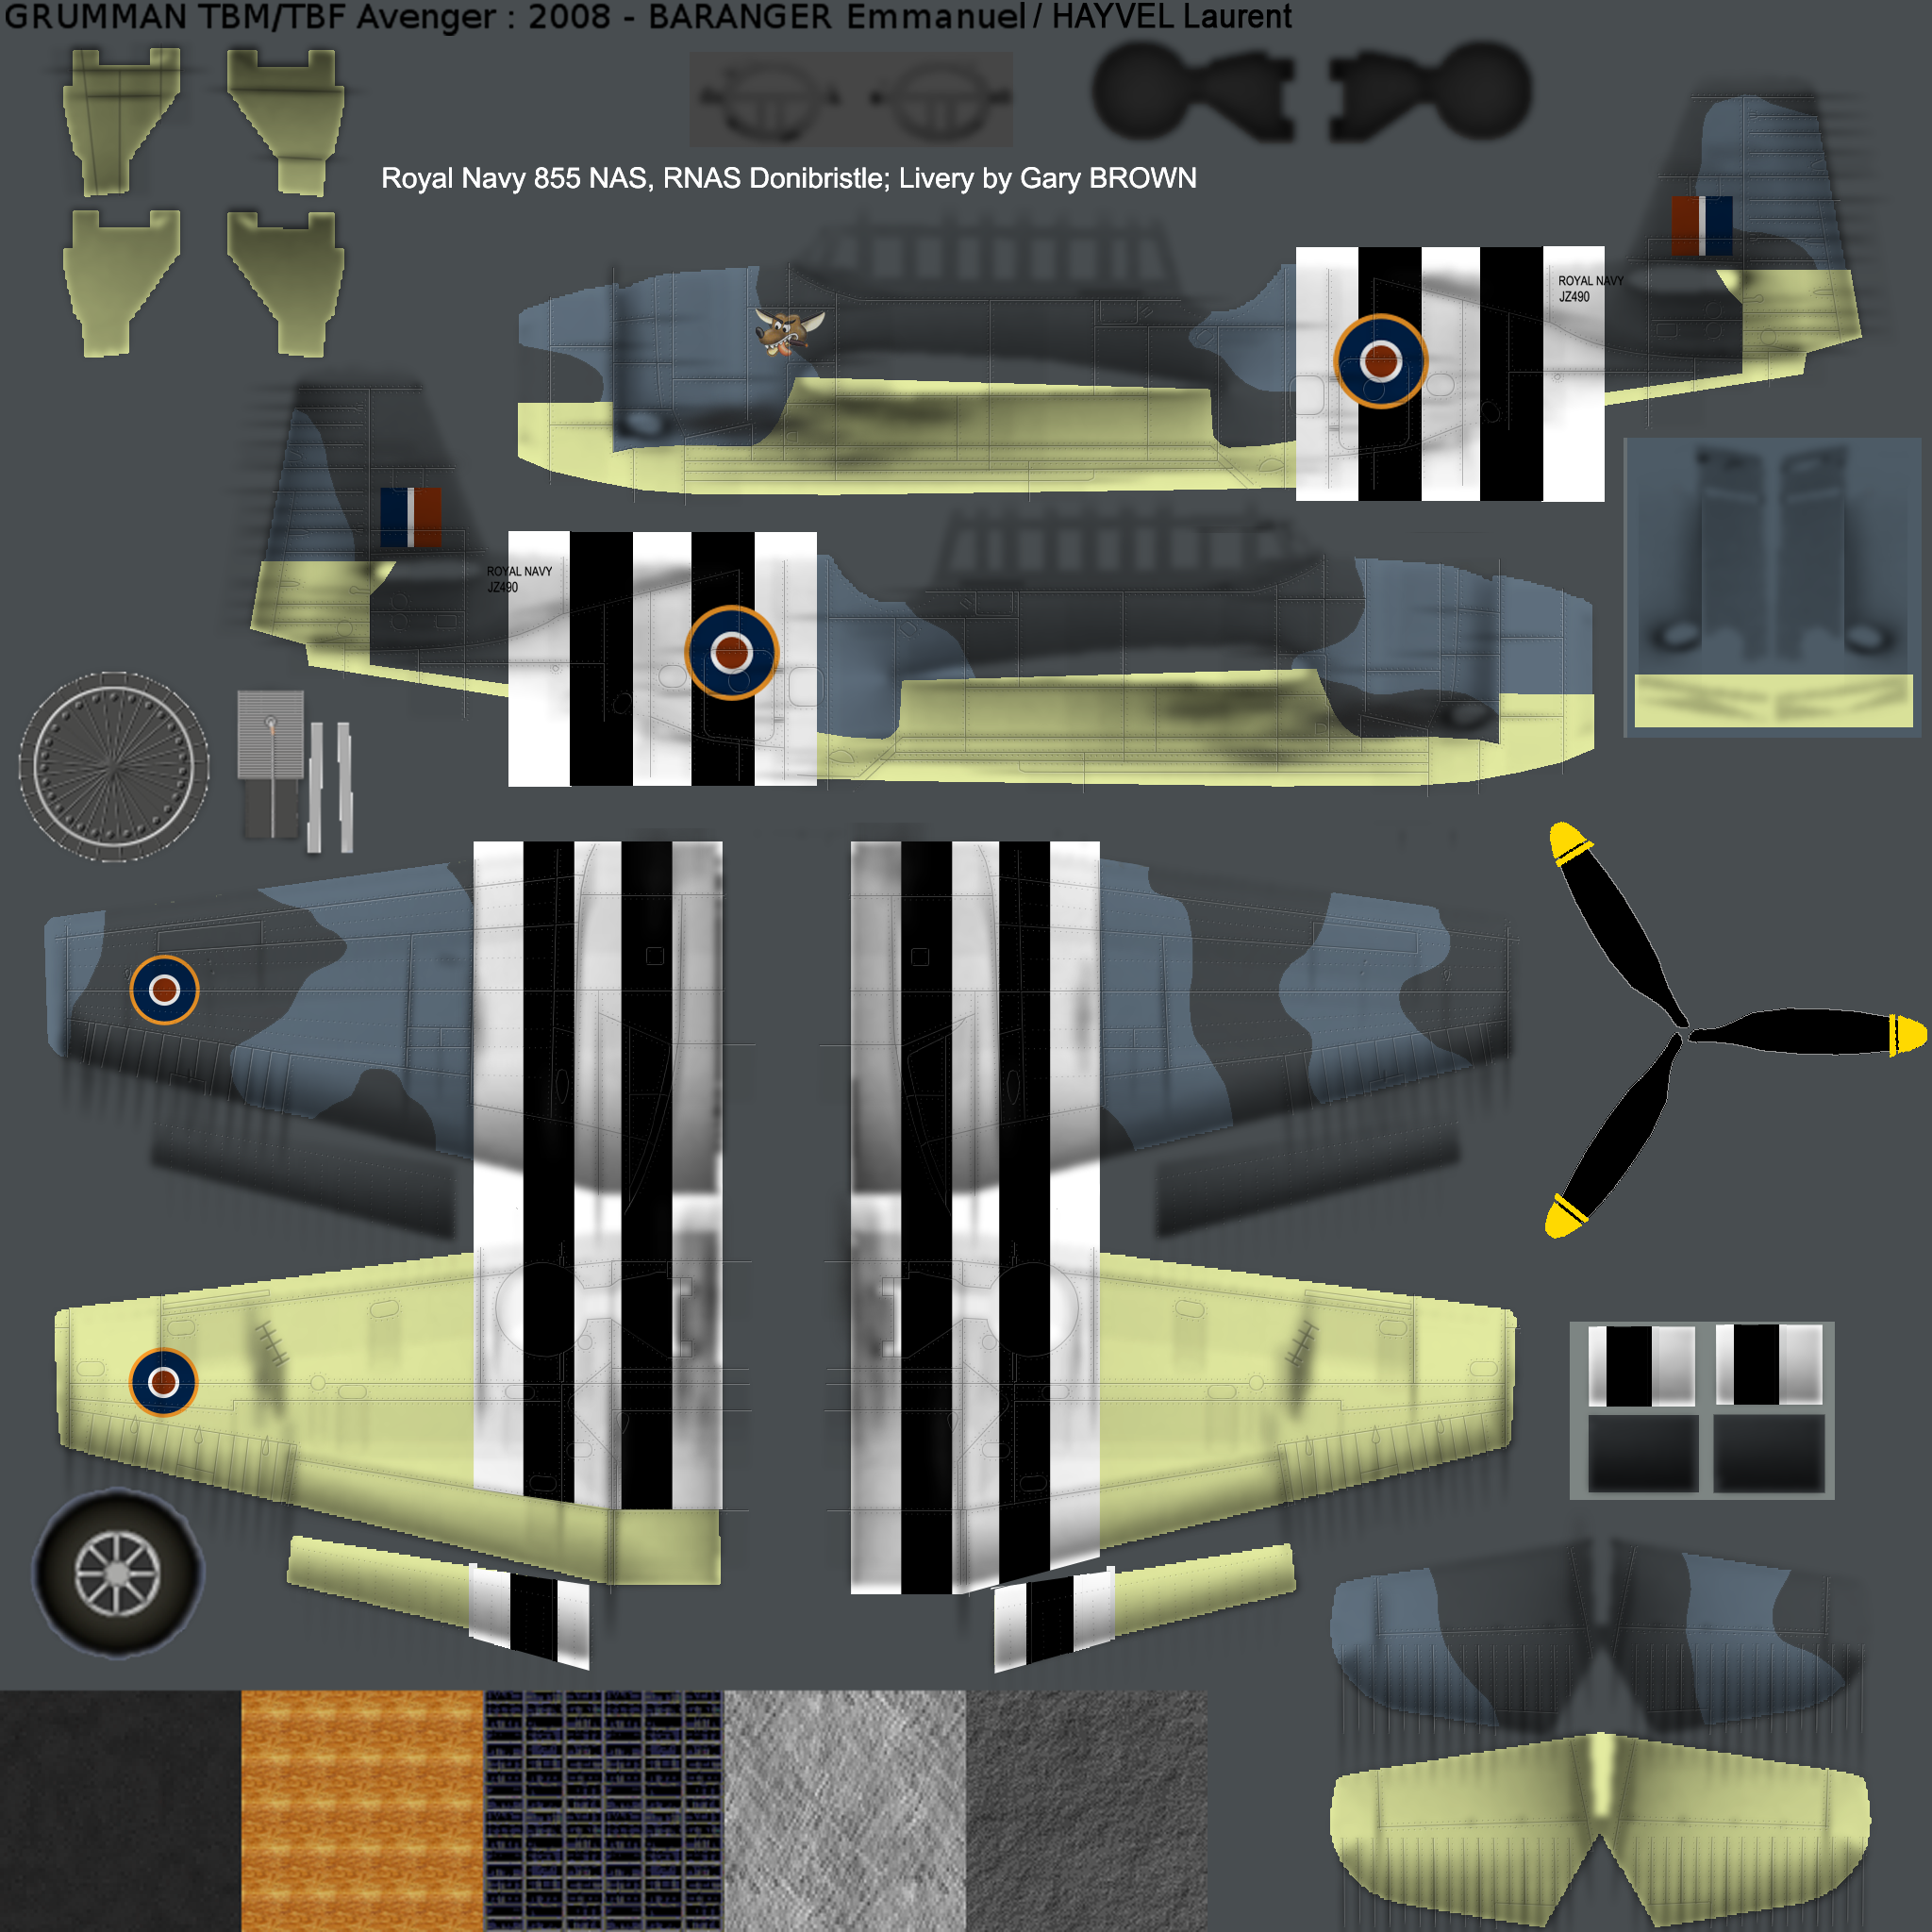 GRUMMAN TBM/TBF Avenger : 2008 - BARANGER Emmanuel / HAYVEL Laurent
Royal Navy 855 NAS, RNAS Donibristle; Livery by Gary BROWN
ROYAL NAVY
JZ490
ROYAL NAVY
JZ490